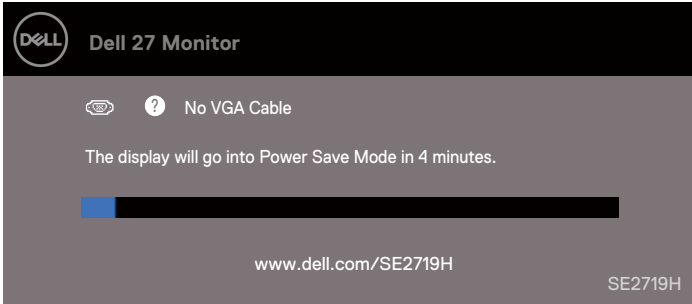 DELL
Dell 27 Monitor
? No VGA Cable
The display will go into Power Save Mode in 4 minutes.
www.dell.com/SE2719H
SE2719H